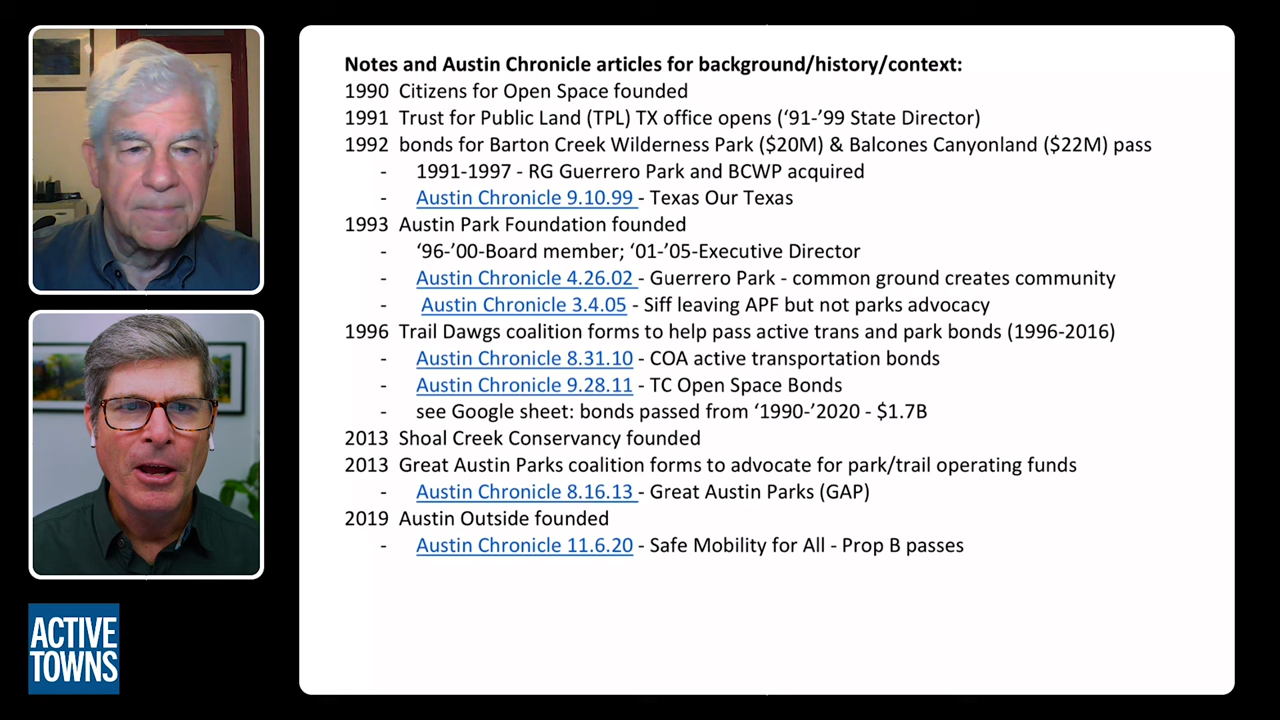 Notes and Austin Chronicle articles for background/history/context:
1990 Citizens for Open Space founded
1991 Trust for Public Land (TPL) TX office opens (‘91-’99 State Director)
1992 bonds for Barton Creek Wilderness Park ($20M) & Balcones Canyonland ($22M) pass
- 1991-1997 - RG Guerrero Park and BCWP acquired
- Austin Chronicle 9.10.99 - Texas Our Texas
1993 Austin Park Foundation founded
- ‘96-’00-Board member; ‘01-’05-Executive Director
- Austin Chronicle 4.26.02 - Guerrero Park - common ground creates community
- Austin Chronicle 3.4.05 - Siff leaving APF but not parks advocacy
1996 Trail Dawgs coalition forms to help pass active trans and park bonds (1996-2016)
- Austin Chronicle 8.31.10 - COA active transportation bonds
- Austin Chronicle 9.28.11 - TC Open Space Bonds
- see Google sheet: bonds passed from ‘1990-’2020 - $1.7B
2013 Shoal Creek Conservancy founded
2013 Great Austin Parks coalition forms to advocate for park/trail operating funds
- Austin Chronicle 8.16.13 - Great Austin Parks (GAP)
2019 Austin Outside founded
- Austin Chronicle 11.6.20 - Safe Mobility for All - Prop B passes
ACTIVE
TOWNS